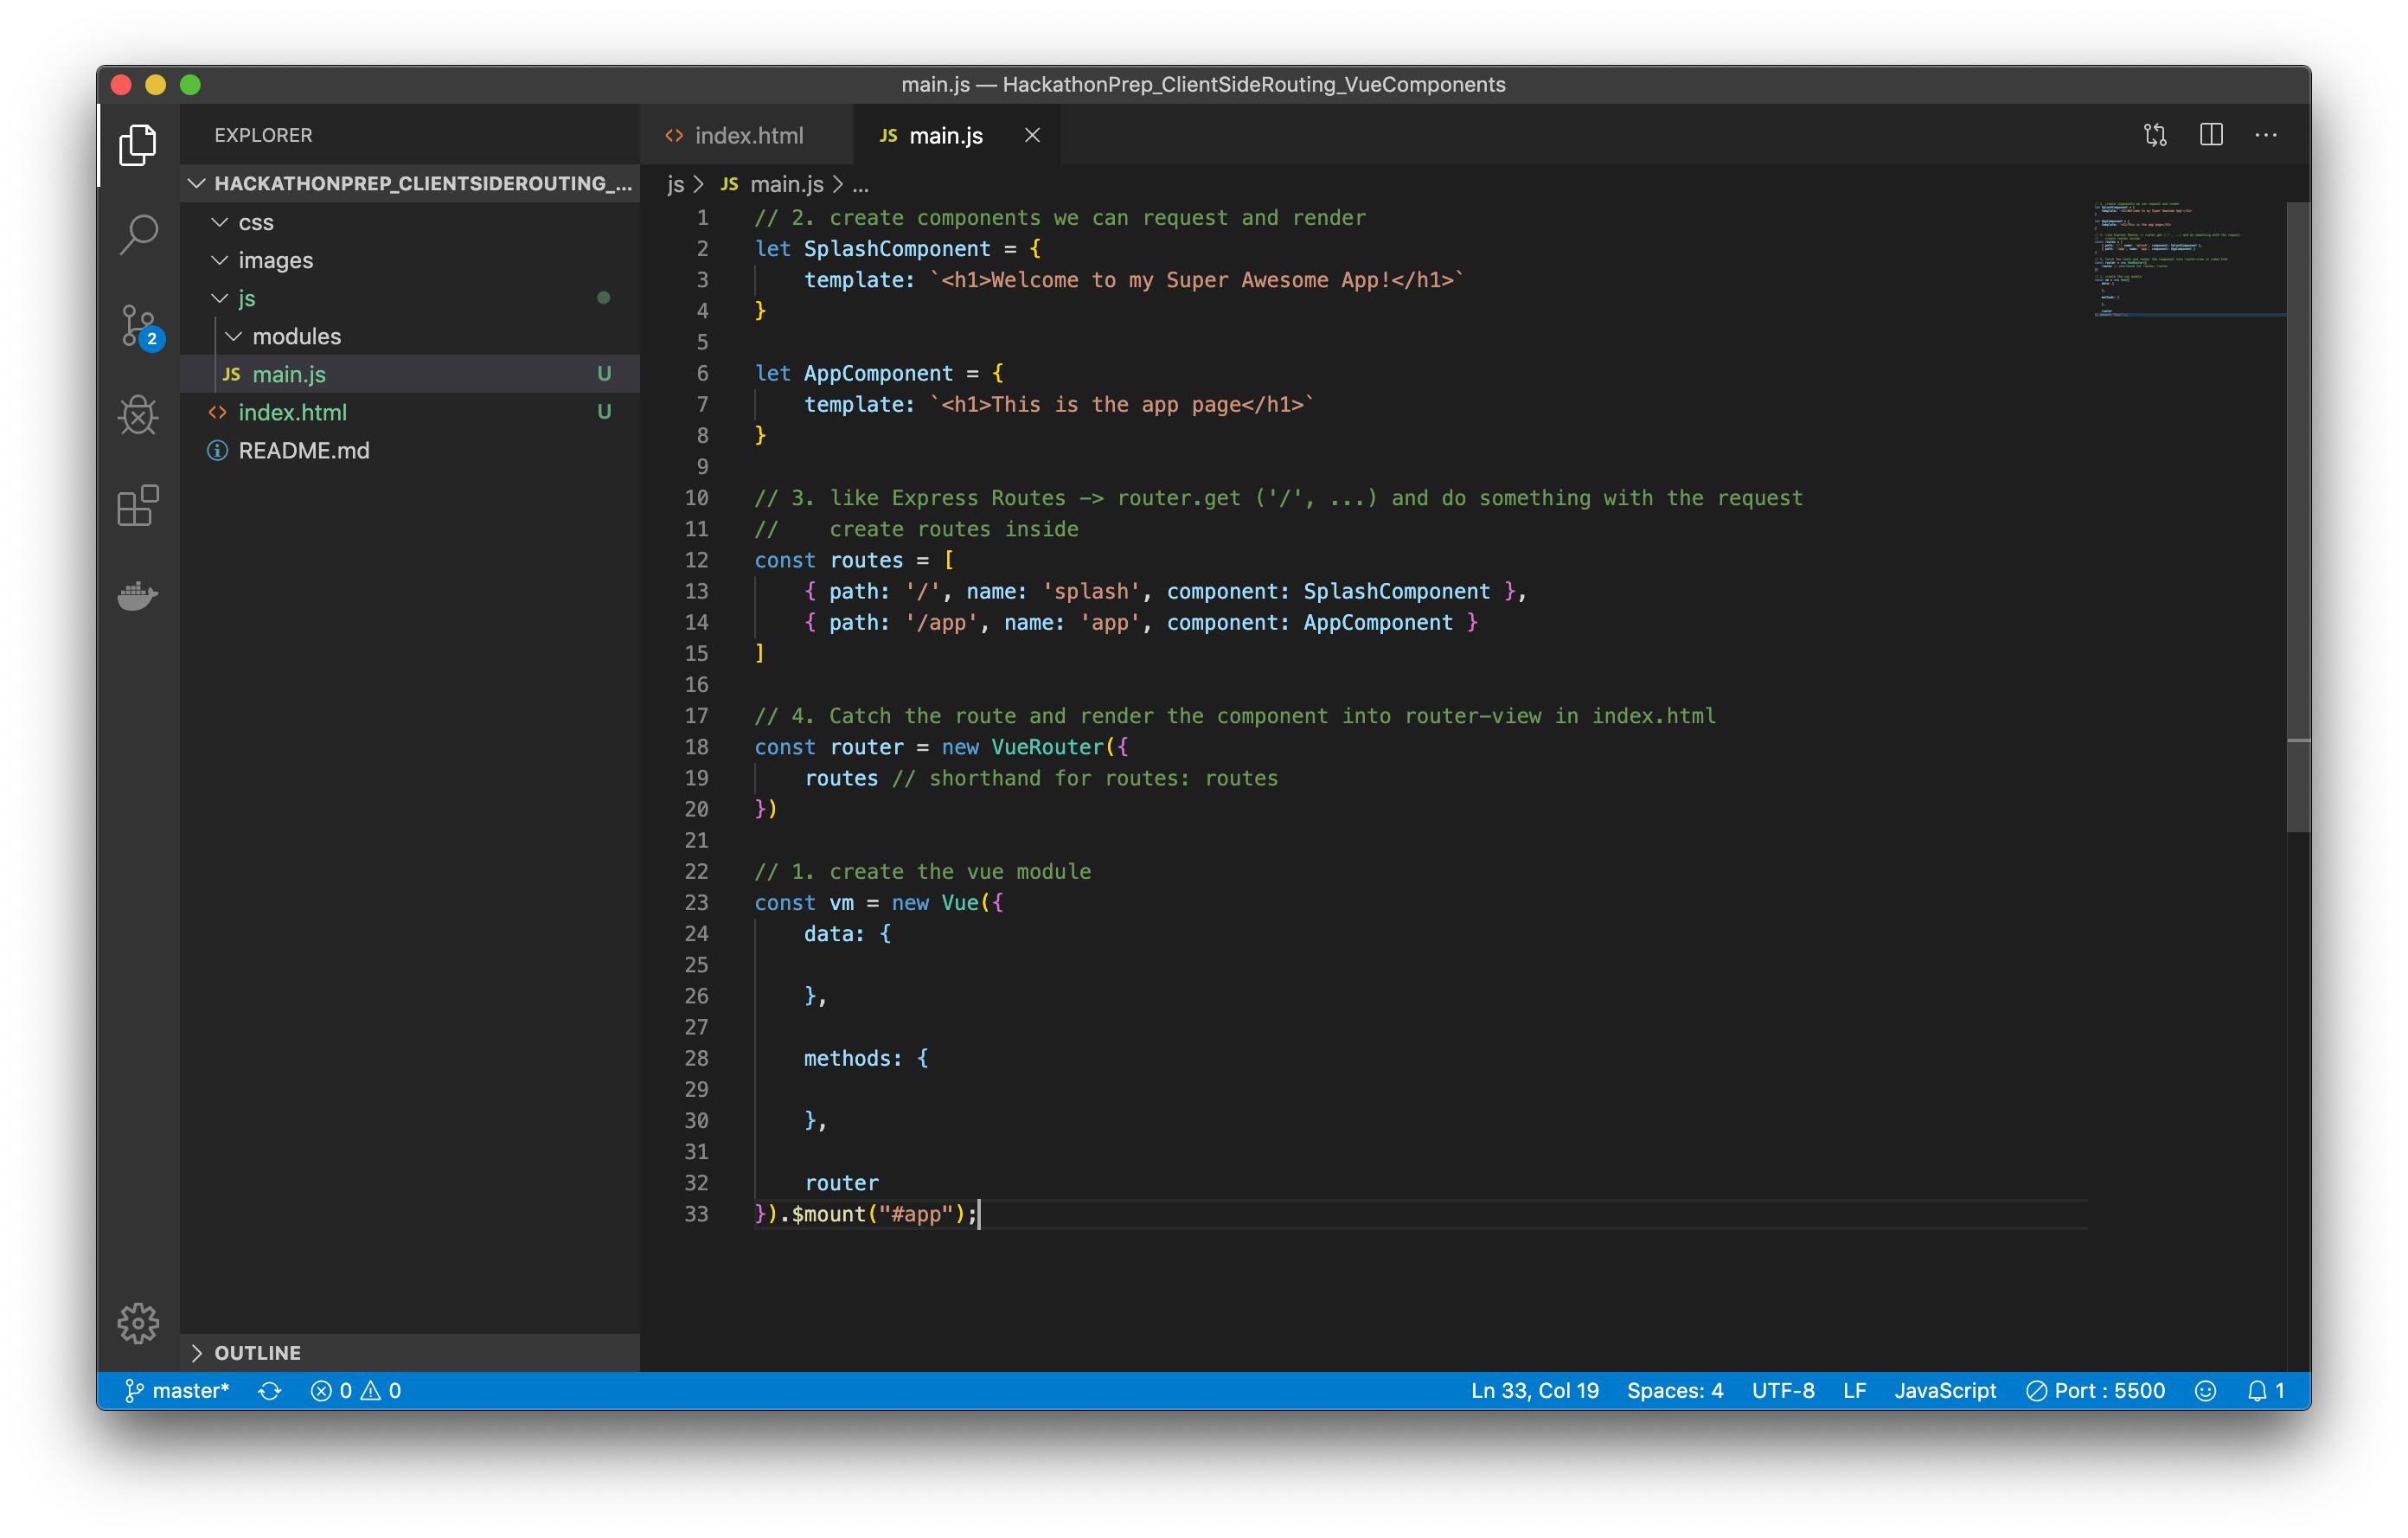 main.js — HackathonPrep_ClientSideRouting_VueComponents
EXPLORER
HACKATHONPREP_CLIENTSIDEROUTING_...
css
images
js
modules
JS main.js U
<> index.html U
README.md
OUTLINE
<> index.html
JS main.js
js > JS main.js > ...
1 // 2. create components we can request and render
2 let SplashComponent = {
3     template: `<h1>Welcome to my Super Awesome App!</h1>`
4 }
5
6 let AppComponent = {
7     template: `<h1>This is the app page</h1>`
8 }
9
10 // 3. like Express Routes -> router.get ('/', ...) and do something with the request
11 //    create routes inside
12 const routes = [
13     { path: '/', name: 'splash', component: SplashComponent },
14     { path: '/app', name: 'app', component: AppComponent }
15 ]
16
17 // 4. Catch the route and render the component into router-view in index.html
18 const router = new VueRouter({
19     routes // shorthand for routes: routes
20 })
21
22 // 1. create the vue module
23 const vm = new Vue({
24     data: {
25
26     },
27
28     methods: {
29
30     },
31
32     router
33 }).$mount("#app");
2
master* 0 0
Ln 33, Col 19 Spaces: 4 UTF-8 LF JavaScript Port : 5500 1